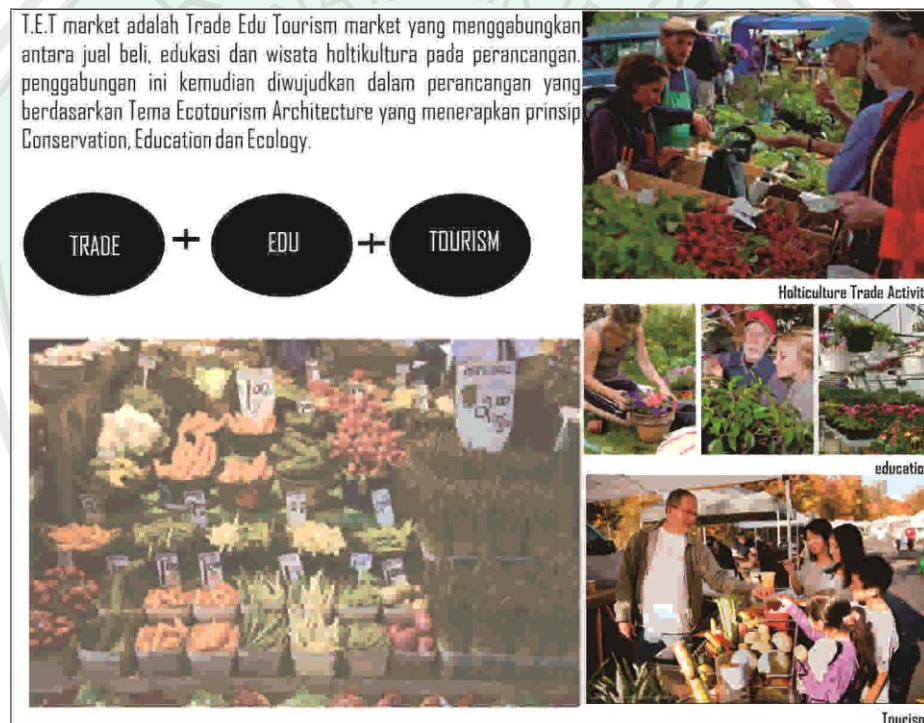 T.E.T market adalah Trade Edu Tourism market yang menggabungkan
antara jual beli, edukasi dan wisata holtikultura pada perancangan.
penggabungan ini kemudian diwujudkan dalam perancangan yang
berdasarkan Tema Ecotourism Architecture yang menerapkan prinsip
Conservation, Education dan Ecology.
TRADE + EDU + TOURISM
Holticulture Trade Activit
educatio
Touris